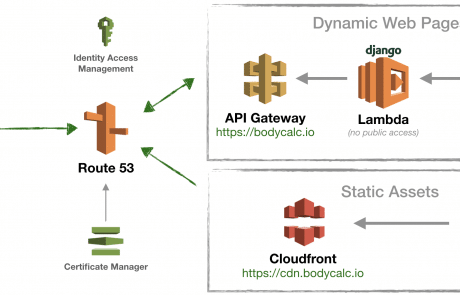 Identity Access
Management
Route 53
Certificate Manager
Dynamic Web Page
API Gateway
https://bodycalc.io
django
Lambda
(no public access)
Static Assets
Cloudfront
https://cdn.bodycalc.io